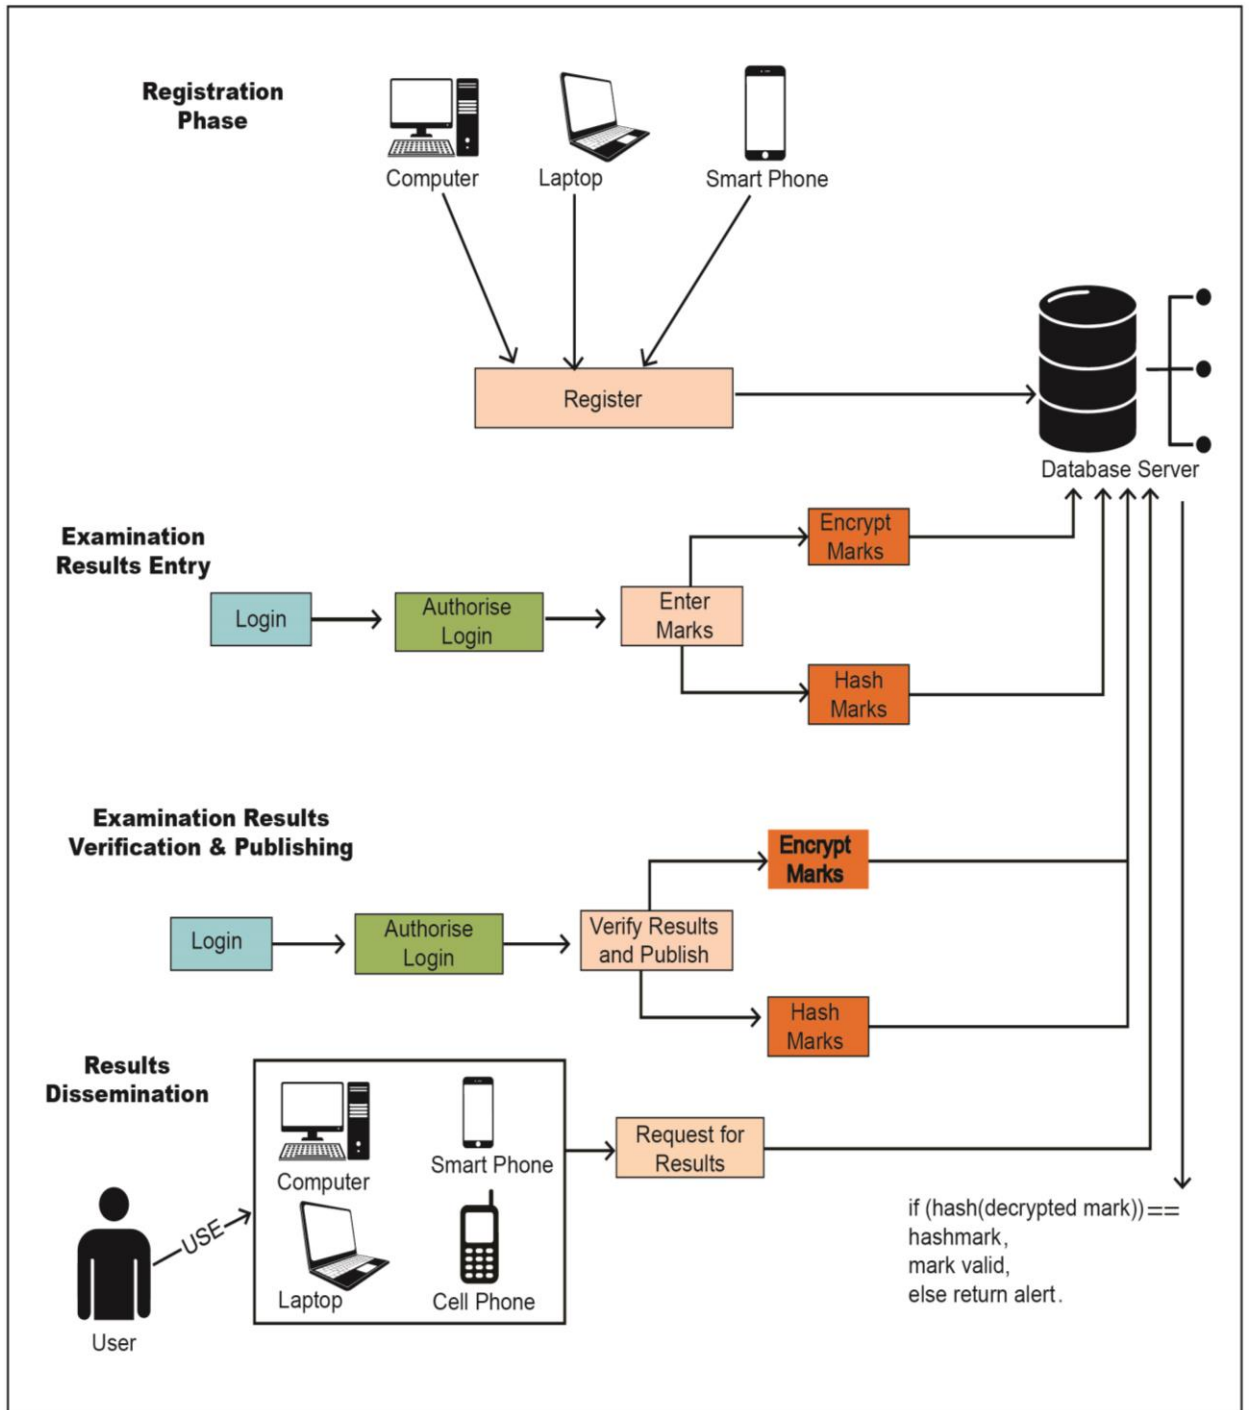 Registration
Phase
Computer
Laptop
Smart Phone
Register
Database Server
Examination
Results Entry
Login
Authorise
Login
Enter
Marks
Encrypt
Marks
Hash
Marks
Examination Results
Verification & Publishing
Login
Authorise
Login
Verify Results
and Publish
Encrypt
Marks
Hash
Marks
Results
Dissemination
Computer
Smart Phone
Laptop
Cell Phone
USE
User
Request for
Results
if (hash(decrypted mark))==
hashmark,
mark valid,
else return alert.